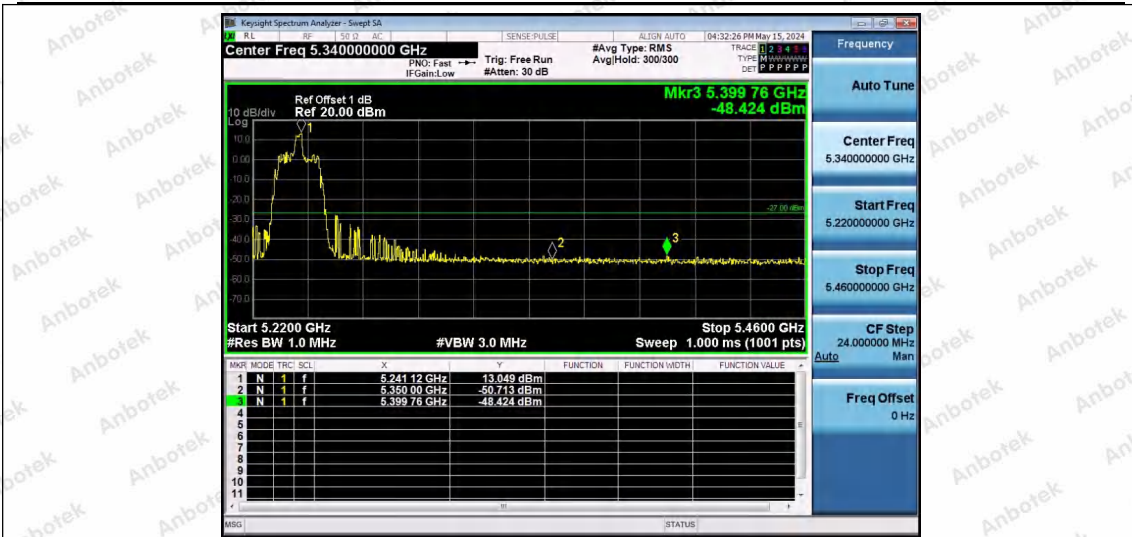 Keysight Spectrum Analyzer - Swept SA
RL RF 50 Ω AC SENSE:PULSE ALIGN AUTO 04:32:26 PM May 15, 2024
Center Freq 5.340000000 GHz
PNO: Fast
IFGain:Low
Trig: Free Run
#Atten: 30 dB
#Avg Type: RMS
Avg|Hold: 300/300
TRACE 1 2 3 4 5 6
TYPE M WWWWW
DET P P P P P P
Mkr3 5.399 76 GHz
-48.424 dBm
Ref Offset 1 dB
10 dB/div Ref 20.00 dBm
Log
10.0
0.00
-10.0
-20.0
-30.0
-40.0
-50.0
-60.0
-70.0
-27.00 dBm
1
2
3
Start 5.2200 GHz Stop 5.4600 GHz
#Res BW 1.0 MHz #VBW 3.0 MHz Sweep 1.000 ms (1001 pts)
MKR MODE TRC SCL X Y FUNCTION FUNCTION WIDTH FUNCTION VALUE
1 N 1 f 5.241 12 GHz 13.049 dBm
2 N 1 f 5.350 00 GHz -50.713 dBm
3 N 1 f 5.399 76 GHz -48.424 dBm
4
5
6
7
8
9
10
11
MSG STATUS
Frequency
Auto Tune
Center Freq
5.340000000 GHz
Start Freq
5.220000000 GHz
Stop Freq
5.460000000 GHz
CF Step
24.000000 MHz
Auto Man
Freq Offset
0 Hz
Anbotek